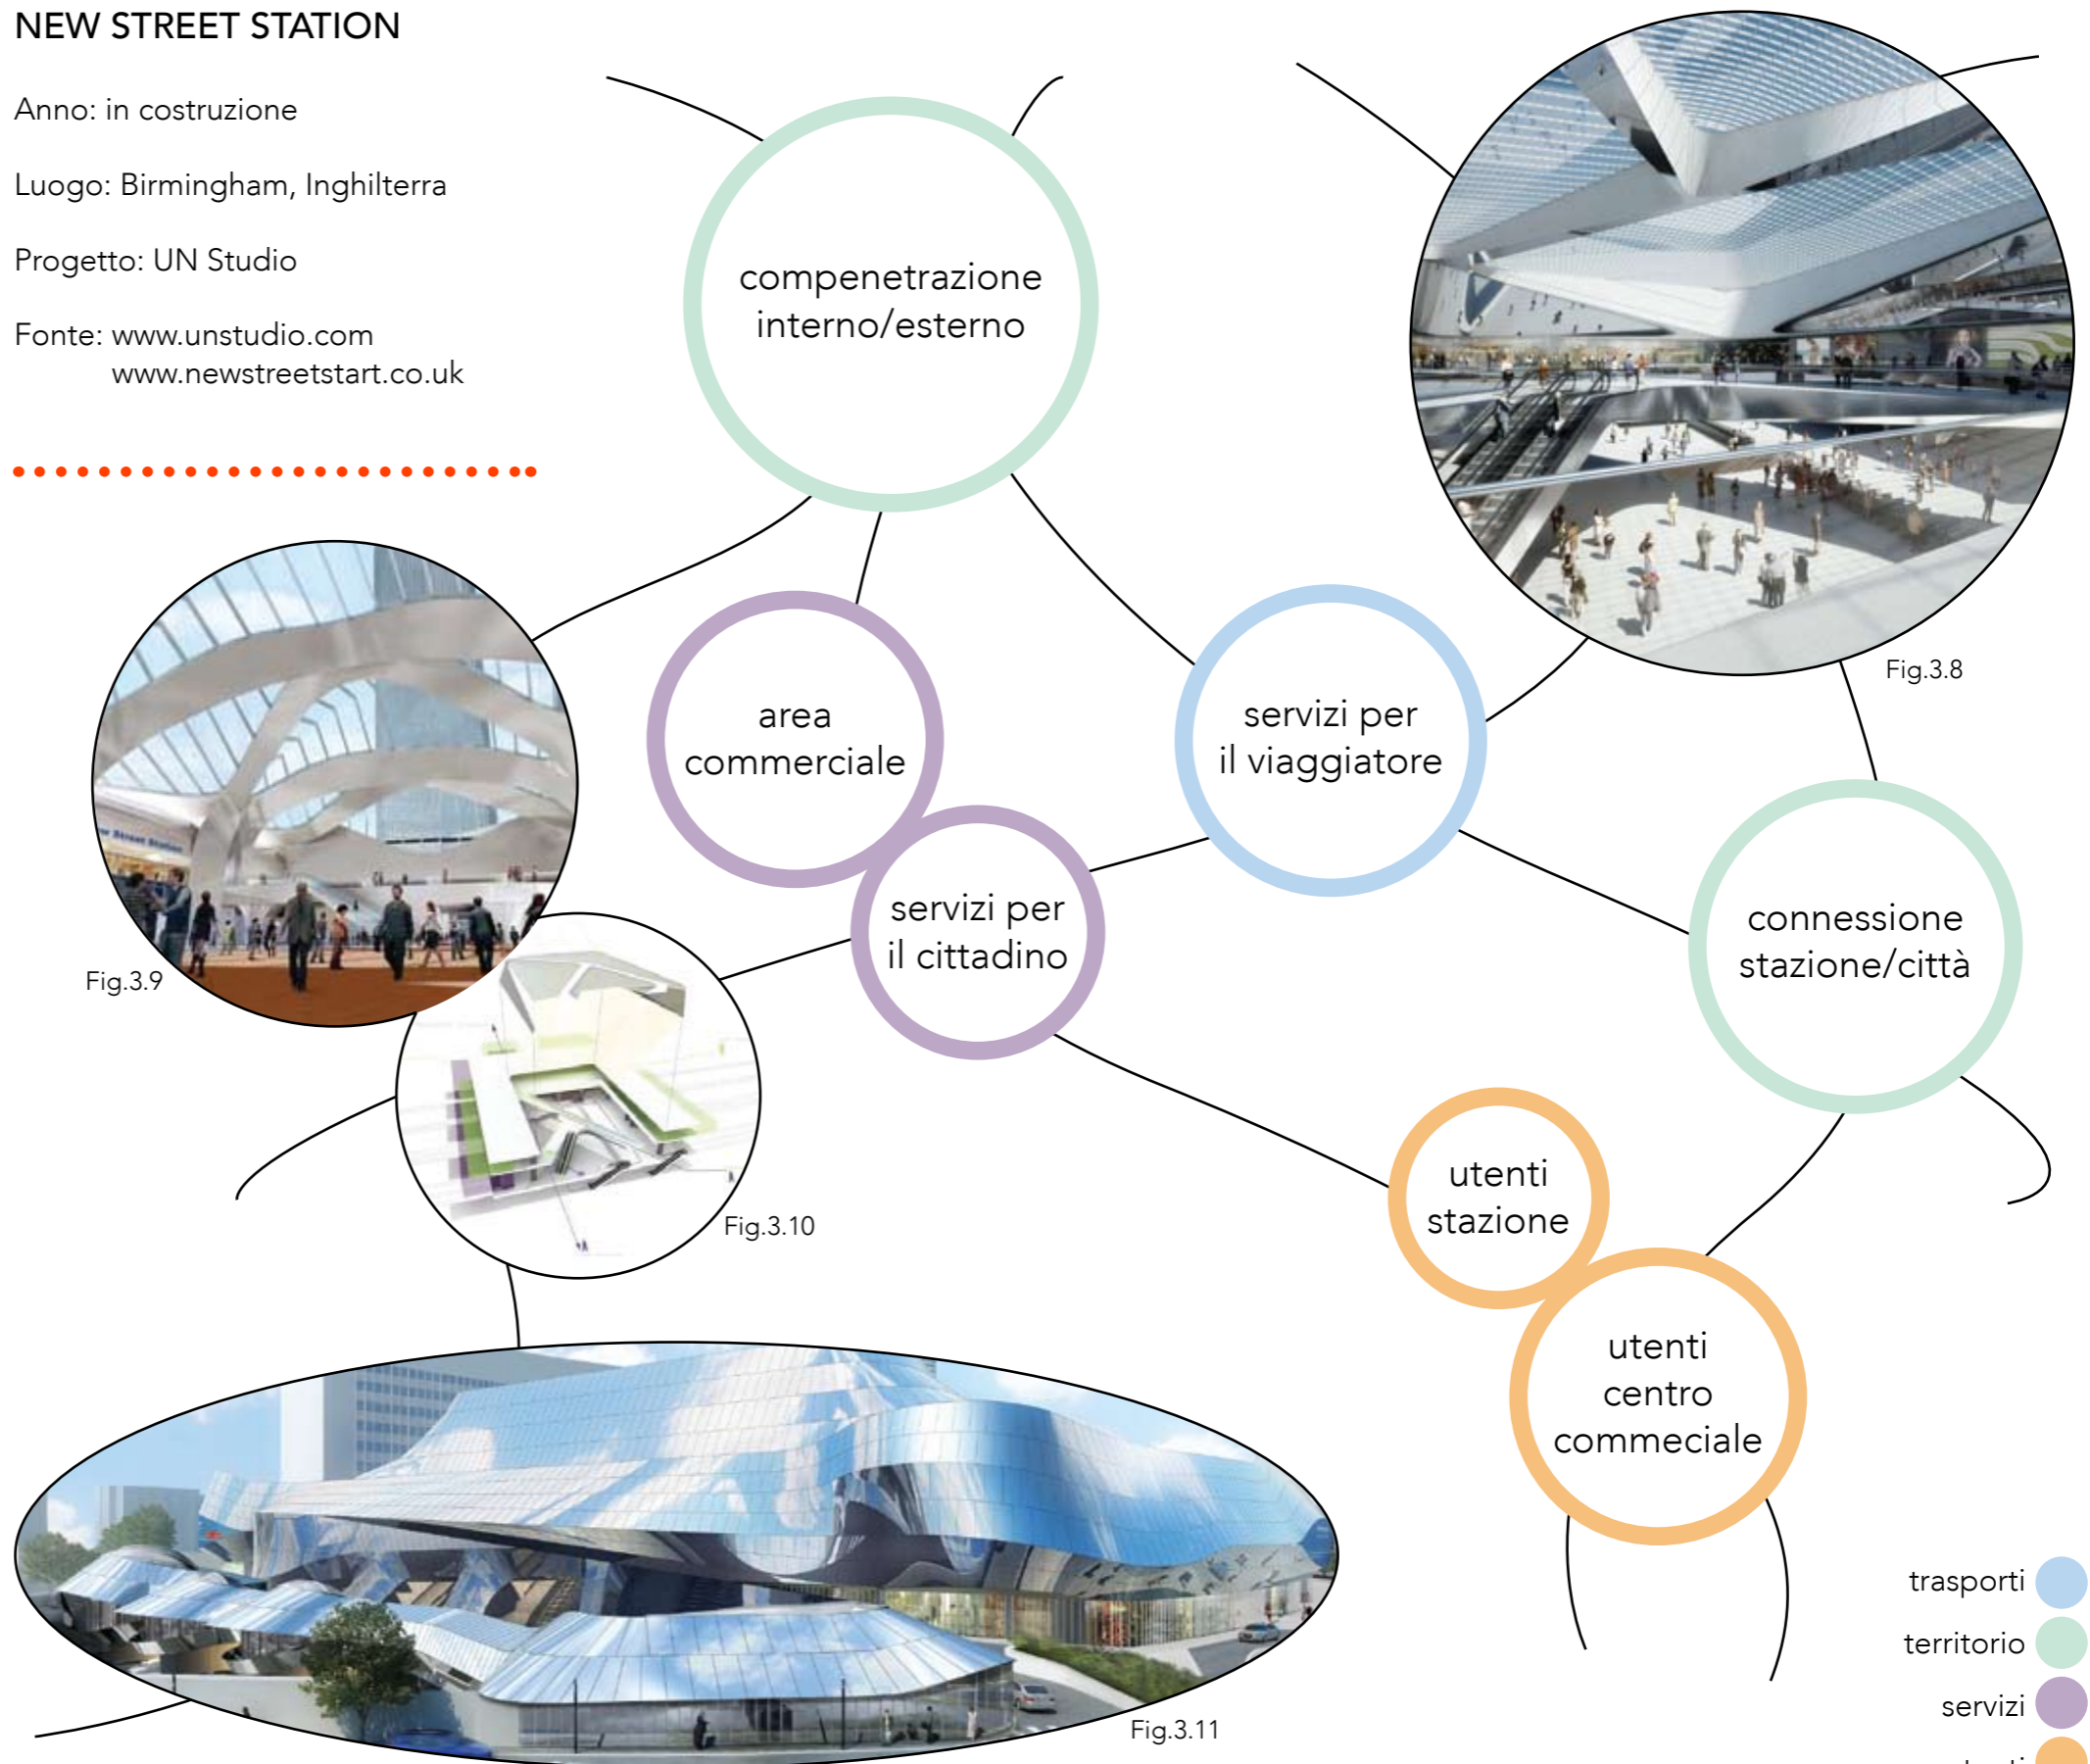 NEW STREET STATION
Anno: in costruzione
Luogo: Birmingham, Inghilterra
Progetto: UN Studio
Fonte: www.unstudio.com
www.newstreetstart.co.uk
compenetrazione
interno/esterno
Fig.3.8
area
commerciale
servizi per
il viaggiatore
servizi per
il cittadino
connessione
stazione/città
Street Station
Fig.3.9
Fig.3.10
utenti
stazione
utenti
centro
commeciale
Fig.3.11
trasporti
territorio
servizi